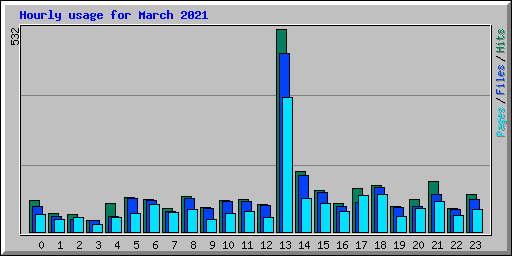 Hourly usage for March 2021
532
Pages / Files / Hits
0 1 2 3 4 5 6 7 8 9 10 11 12 13 14 15 16 17 18 19 20 21 22 23